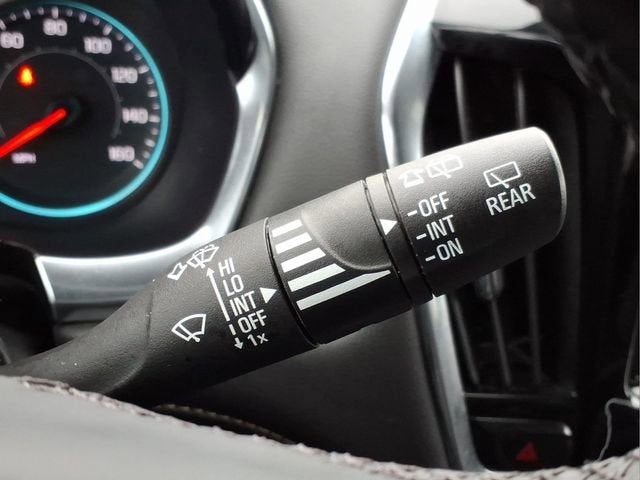 60
80
100
120
140
160
MPH
HI
LO
INT
OFF
1x
-OFF
-INT
-ON
REAR